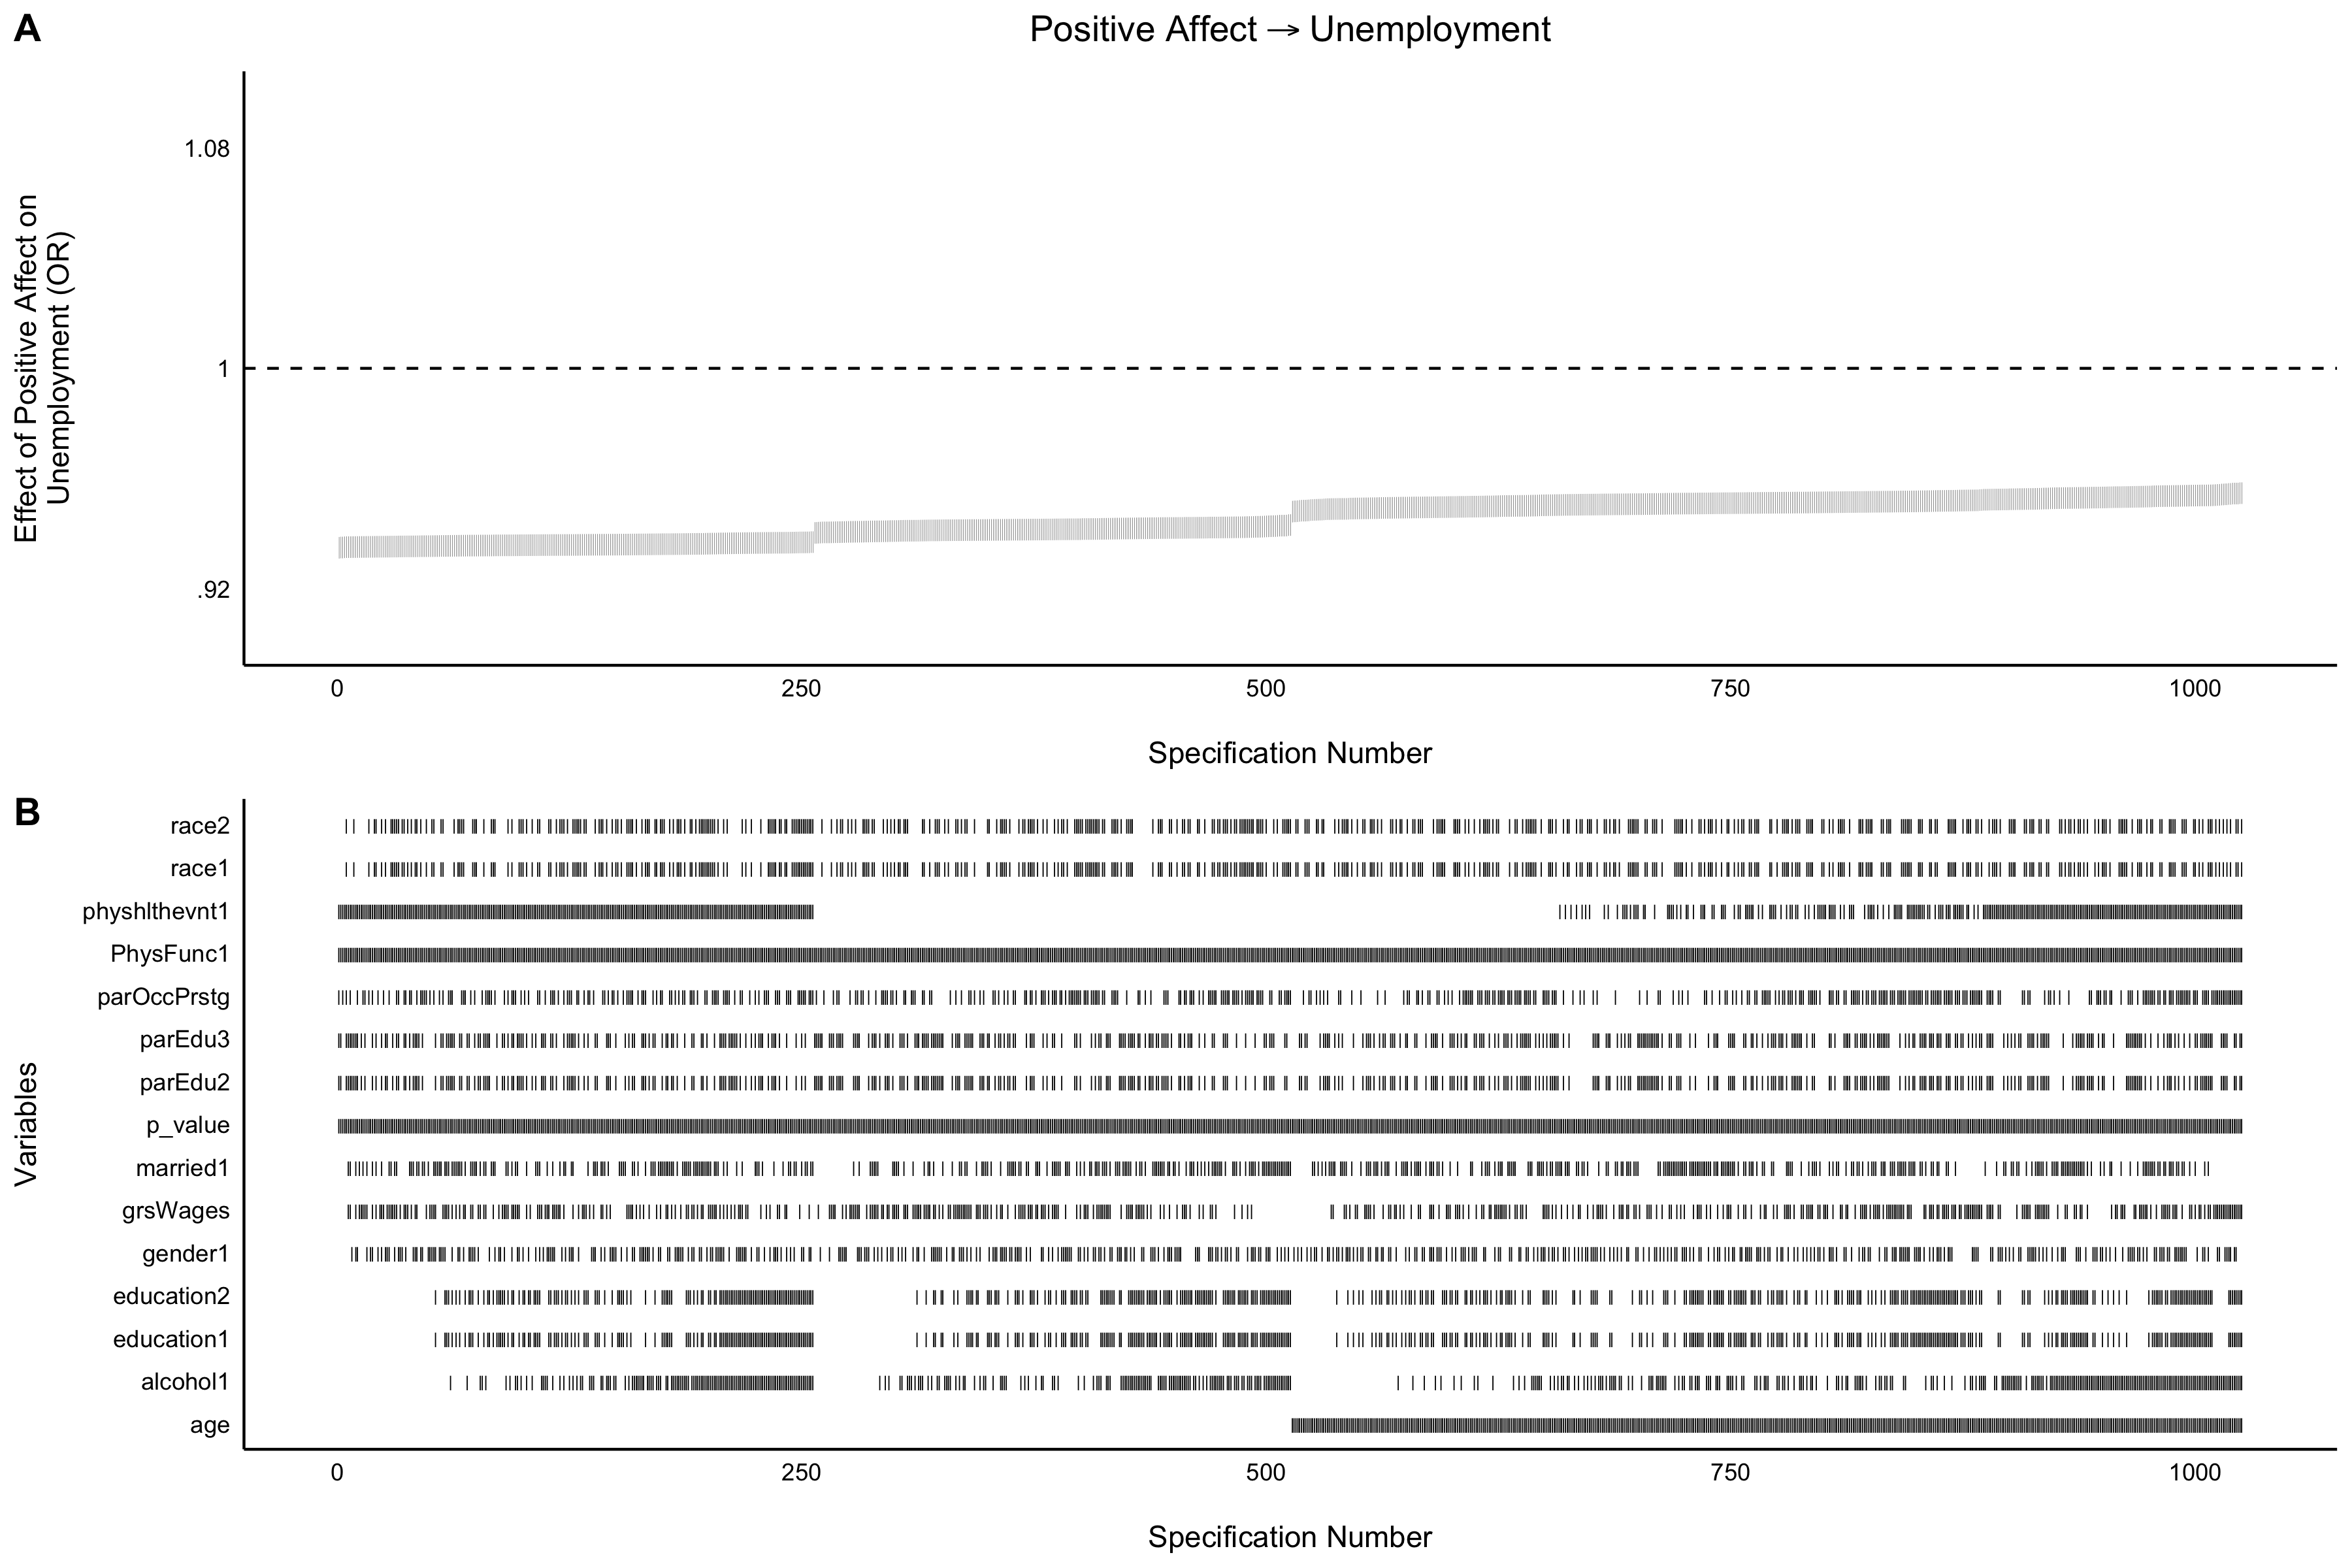 A
Positive Affect → Unemployment
Effect of Positive Affect on
Unemployment (OR)
1.08
1
.92
0 250 500 750 1000
Specification Number
B
Variables
race2
race1
physhlthevnt1
PhysFunc1
parOccPrstg
parEdu3
parEdu2
p_value
married1
grsWages
gender1
education2
education1
alcohol1
age
0 250 500 750 1000
Specification Number